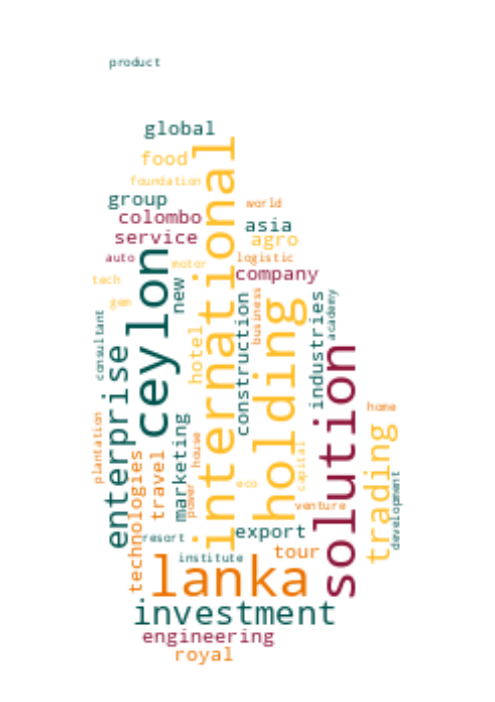 product
global
food
foundation
group
world
colombo
asia
service
agro
auto
motor
logistic
company
tech
new
gem
international
ceylon
holding
business
construction
industries
academy
consultant
hotel
enterprise
solution
home
plantation
marketing
house
trading
travel
technologies
power
eco
capital
development
venture
resort
export
institute
tour
lanka
investment
engineering
royal